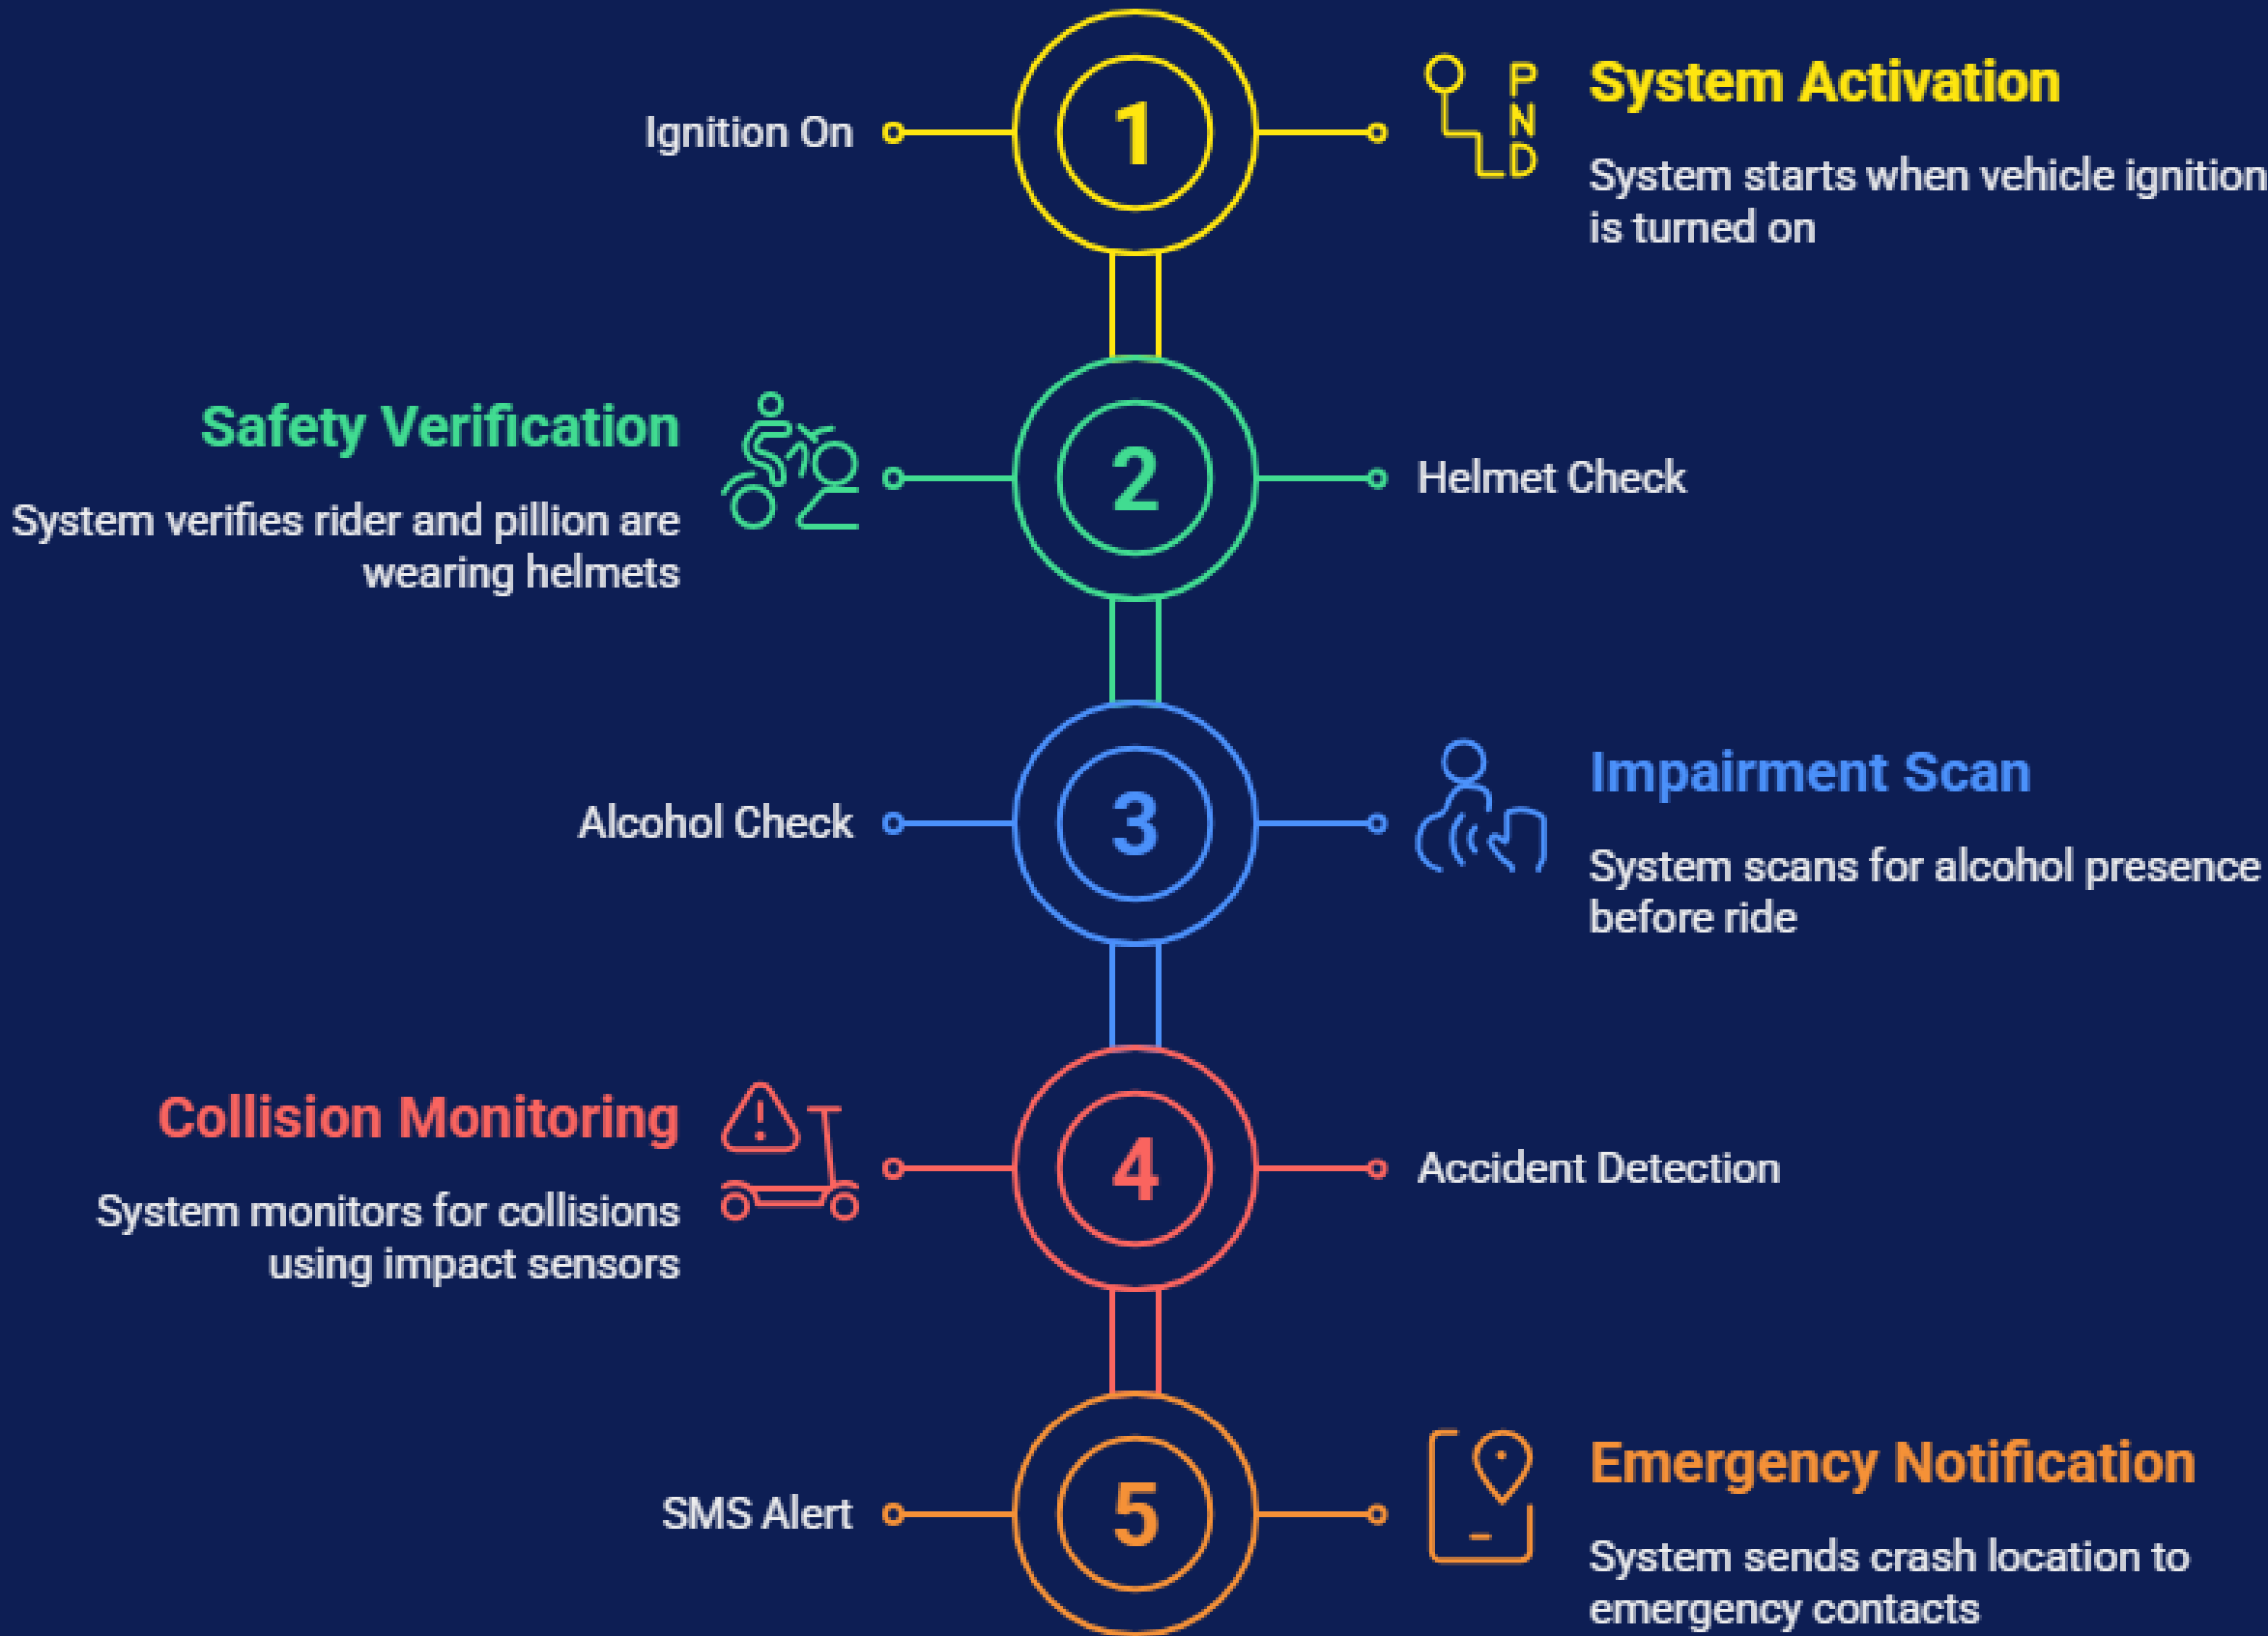 Ignition On
1
P
N
D
System Activation
System starts when vehicle ignition
is turned on
Safety Verification
System verifies rider and pillion are
wearing helmets
2
Helmet Check
Alcohol Check
3
Impairment Scan
System scans for alcohol presence
before ride
Collision Monitoring
System monitors for collisions
using impact sensors
4
Accident Detection
SMS Alert
5
Emergency Notification
System sends crash location to
emergency contacts